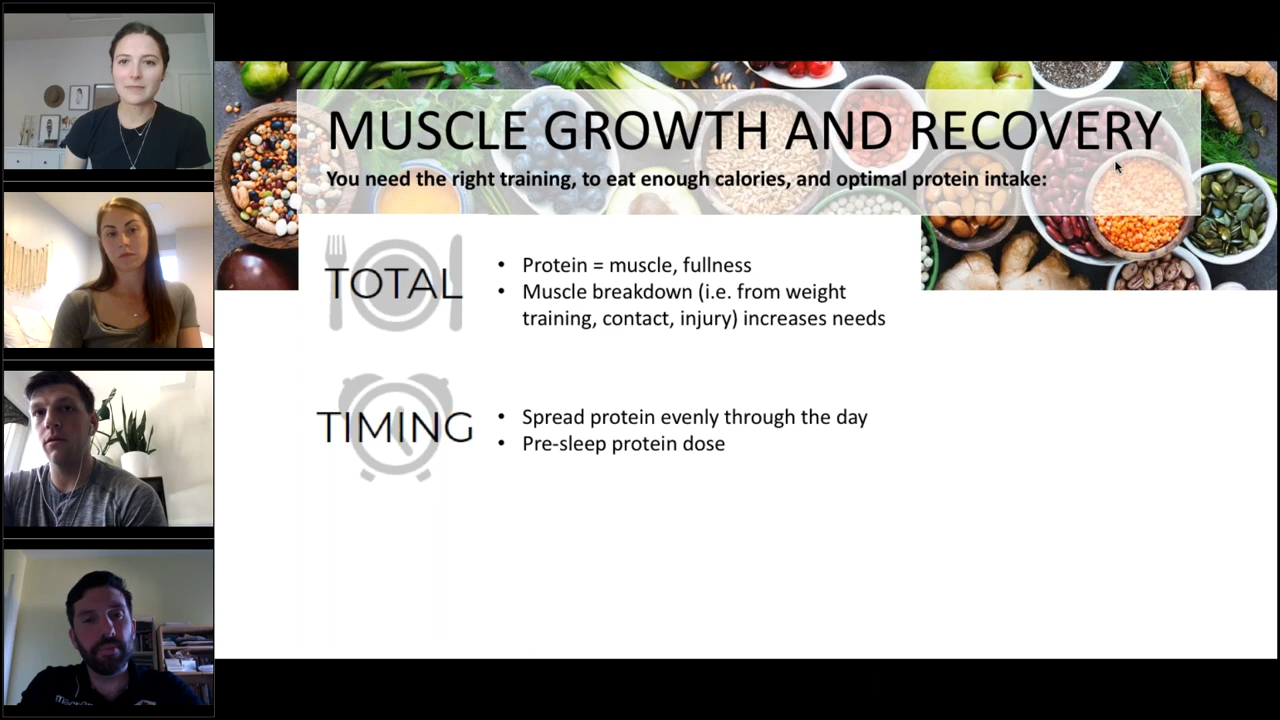 MUSCLE GROWTH AND RECOVERY
You need the right training, to eat enough calories, and optimal protein intake:
TOTAL
• Protein = muscle, fullness
• Muscle breakdown (i.e. from weight
training, contact, injury) increases needs
TIMING
• Spread protein evenly through the day
• Pre-sleep protein dose